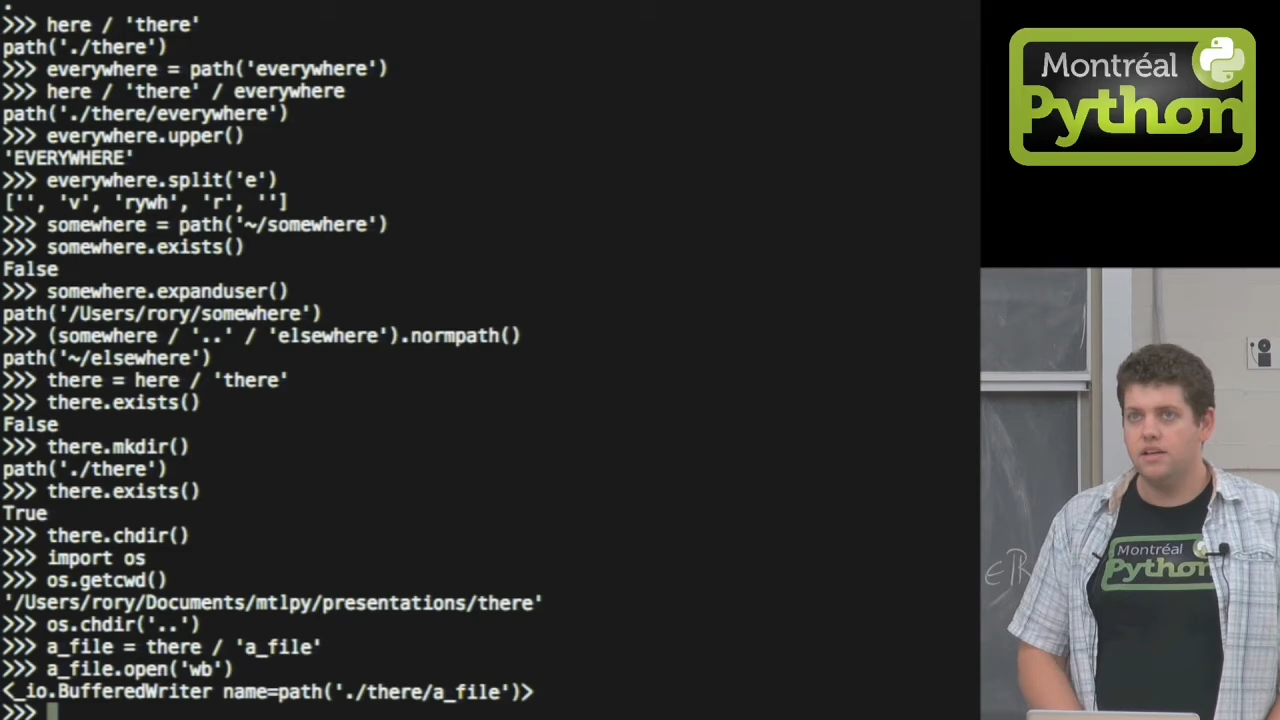 .
>>> here / 'there'
path('./there')
>>> everywhere = path('everywhere')
>>> here / 'there' / everywhere
path('./there/everywhere')
>>> everywhere.upper()
'EVERYWHERE'
>>> everywhere.split('e')
['', 'v', 'rywh', 'r', '']
>>> somewhere = path('~/somewhere')
>>> somewhere.exists()
False
>>> somewhere.expanduser()
path('/Users/rory/somewhere')
>>> (somewhere / '..' / 'elsewhere').normpath()
path('~/elsewhere')
>>> there = here / 'there'
>>> there.exists()
False
>>> there.mkdir()
path('./there')
>>> there.exists()
True
>>> there.chdir()
>>> import os
>>> os.getcwd()
'/Users/rory/Documents/mtlpy/presentations/there'
>>> os.chdir('..')
>>> a_file = there / 'a_file'
>>> a_file.open('wb')
<_io.BufferedWriter name=path('./there/a_file')>
>>>
Montréal
Python
Montréal
Python